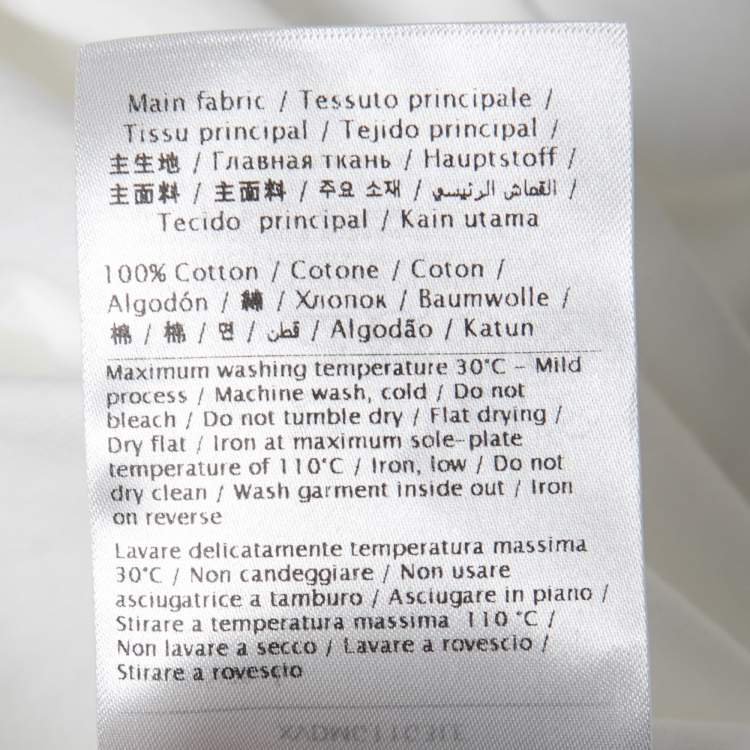 Main fabric / Tessuto principale /
Tissu principal / Tejido principal /
主生地 / Главная ткань / Hauptstoff /
主面料 / 主面料 / 주요 소재 / القماش الرئيسي /
Tecido principal / Kain utama
100% Cotton / Cotone / Coton /
Algodón / 綿 / Хлопок / Baumwolle /
棉 / 棉 / 면 / قطن / Algodão / Katun
Maximum washing temperature 30°C - Mild
process / Machine wash, cold / Do not
bleach / Do not tumble dry / Flat drying /
Dry flat / Iron at maximum sole-plate
temperature of 110°C / Iron, low / Do not
dry clean / Wash garment inside out / Iron
on reverse
Lavare delicatamente temperatura massima
30°C / Non candeggiare / Non usare
asciugatrice a tamburo / Asciugare in piano /
Stirare a temperatura massima 110 °C /
Non lavare a secco / Lavare a rovescio /
Stirare a rovescio